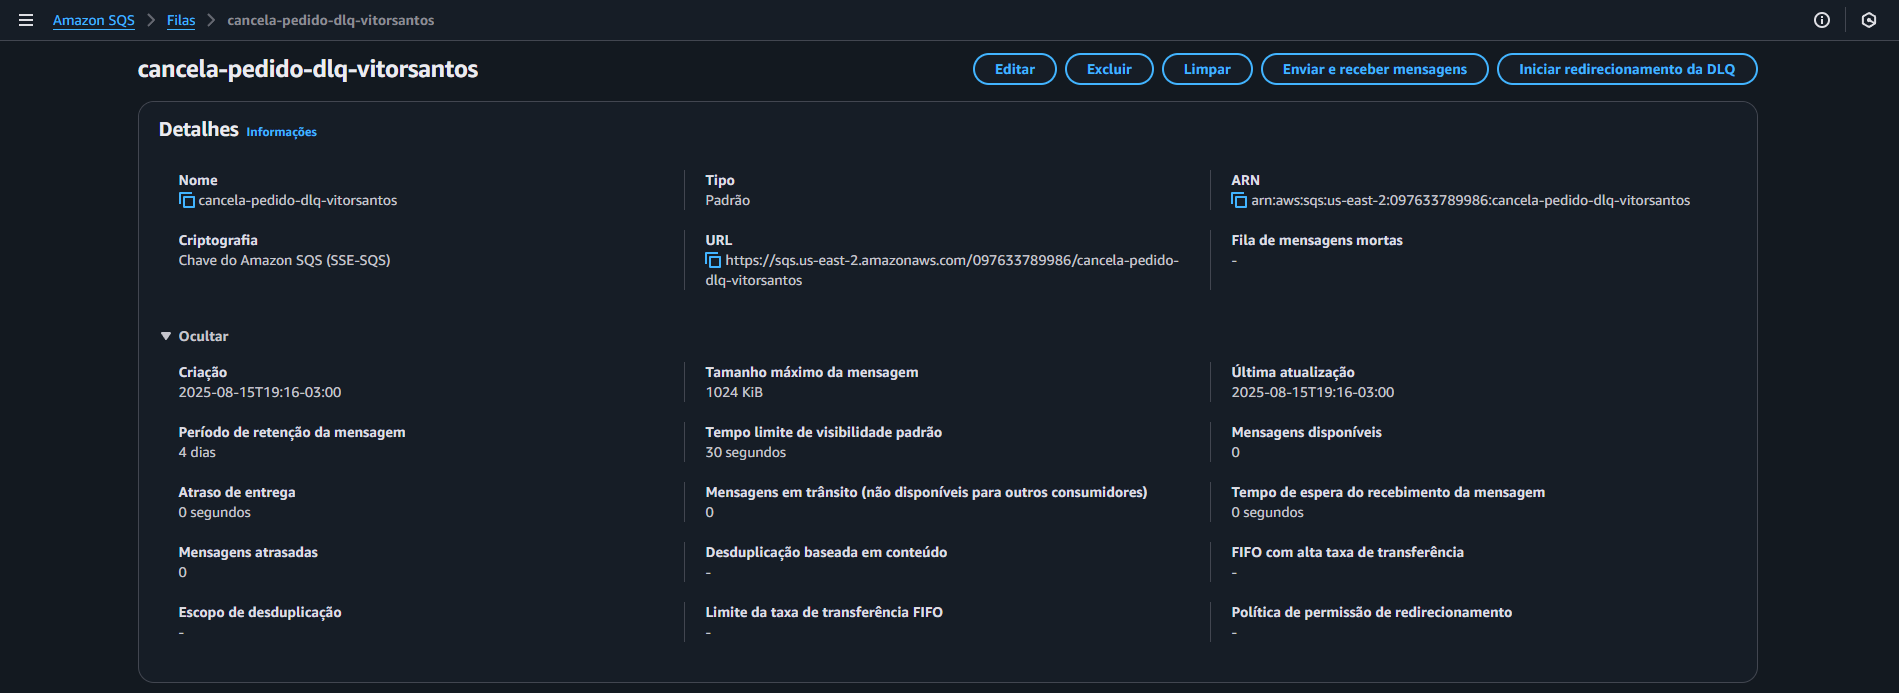 Amazon SQS > Filas > cancela-pedido-dlq-vitorsantos
cancela-pedido-dlq-vitorsantos
Editar
Excluir
Limpar
Enviar e receber mensagens
Iniciar redirecionamento da DLQ
Detalhes Informações
Nome
cancela-pedido-dlq-vitorsantos
Tipo
Padrão
ARN
arn:aws:sqs:us-east-2:097633789986:cancela-pedido-dlq-vitorsantos
Criptografia
Chave do Amazon SQS (SSE-SQS)
URL
https://sqs.us-east-2.amazonaws.com/097633789986/cancela-pedido-
dlq-vitorsantos
Fila de mensagens mortas
-
Ocultar
Criação
2025-08-15T19:16-03:00
Tamanho máximo da mensagem
1024 KiB
Última atualização
2025-08-15T19:16-03:00
Período de retenção da mensagem
4 dias
Tempo limite de visibilidade padrão
30 segundos
Mensagens disponíveis
0
Atraso de entrega
0 segundos
Mensagens em trânsito (não disponíveis para outros consumidores)
0
Tempo de espera do recebimento da mensagem
0 segundos
Mensagens atrasadas
0
Desduplicação baseada em conteúdo
-
FIFO com alta taxa de transferência
-
Escopo de desduplicação
-
Limite da taxa de transferência FIFO
-
Política de permissão de redirecionamento
-